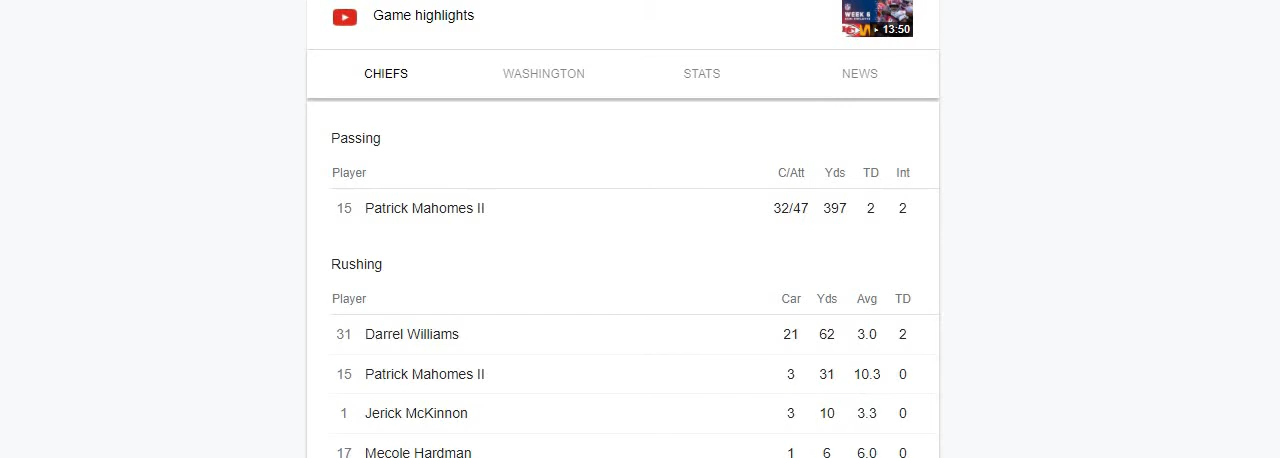 Game highlights
WEEK 6
13:50
CHIEFS WASHINGTON STATS NEWS
Passing
Player C/Att Yds TD Int
15 Patrick Mahomes II 32/47 397 2 2
Rushing
Player Car Yds Avg TD
31 Darrel Williams 21 62 3.0 2
15 Patrick Mahomes II 3 31 10.3 0
1 Jerick McKinnon 3 10 3.3 0
17 Mecole Hardman 1 6 6.0 0